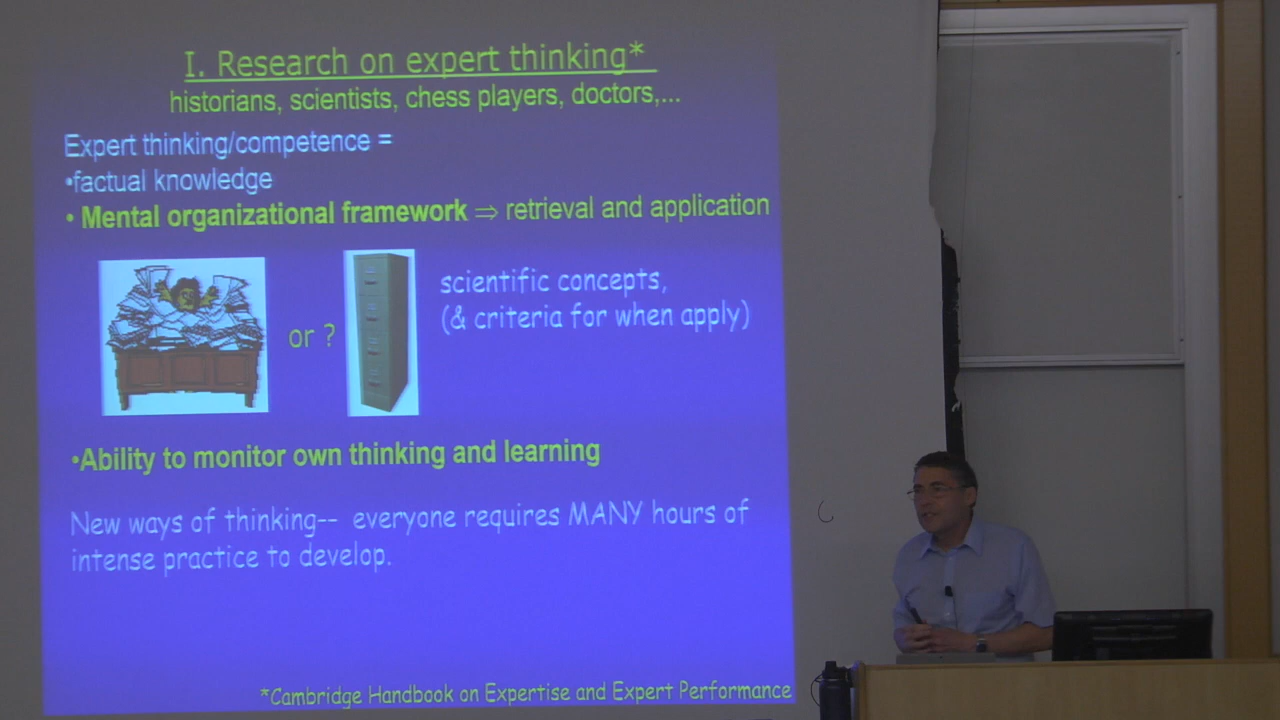 I. Research on expert thinking*
historians, scientists, chess players, doctors,...
Expert thinking/competence =
•factual knowledge
• Mental organizational framework ⇒ retrieval and application
scientific concepts,
(& criteria for when apply)
or ?
•Ability to monitor own thinking and learning
New ways of thinking-- everyone requires MANY hours of
intense practice to develop.
*Cambridge Handbook on Expertise and Expert Performance